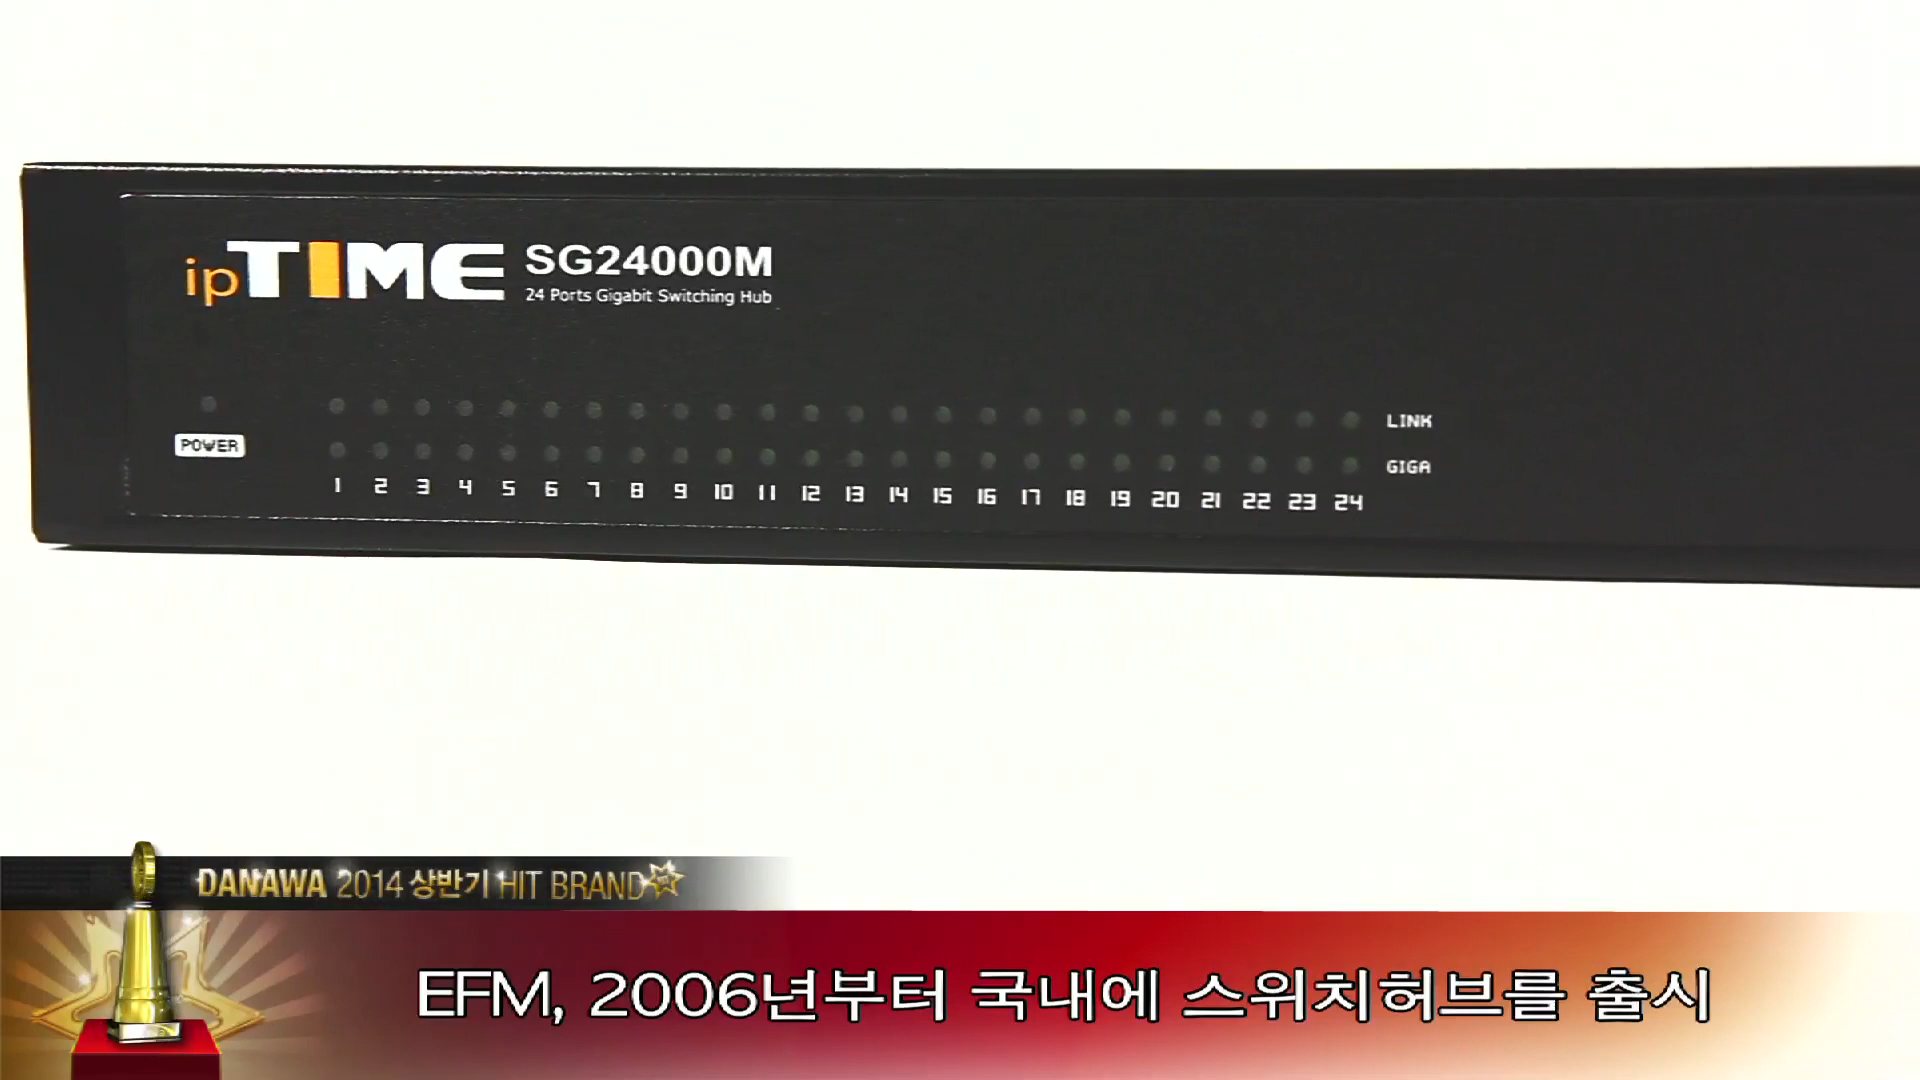 ipTIME SG24000M
24 Ports Gigabit Switching Hub
LINK
POWER
GIGA
1 2 3 4 5 6 7 8 9 10 11 12 13 14 15 16 17 18 19 20 21 22 23 24
DANAWA 2014 상반기 HIT BRAND
EFM, 2006년부터 국내에 스위치허브를 출시